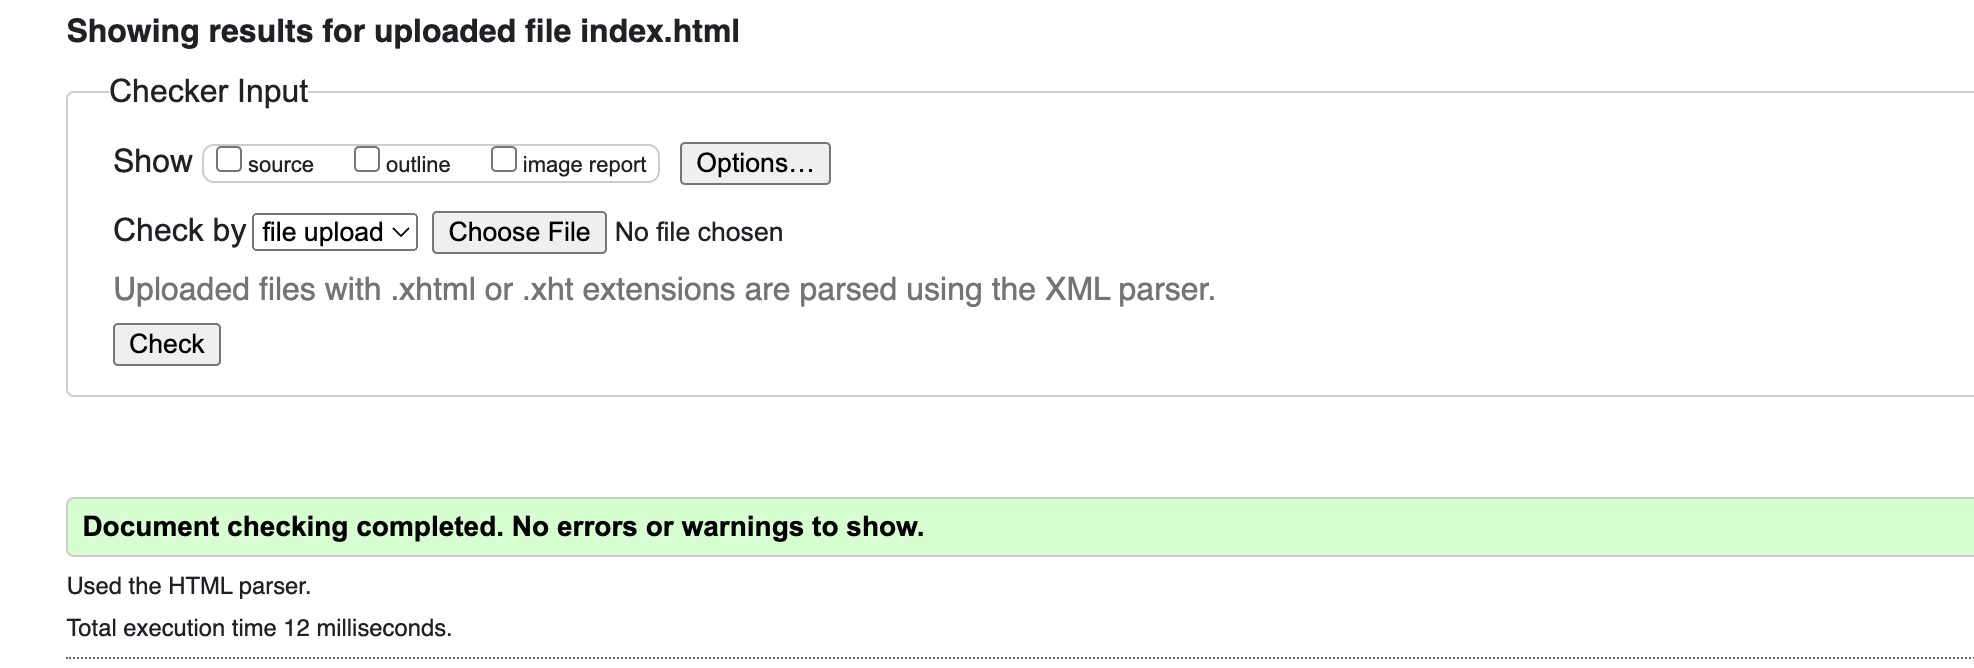 Showing results for uploaded file index.html
Checker Input
Show source outline image report Options...
Check by file upload Choose File No file chosen
Uploaded files with .xhtml or .xht extensions are parsed using the XML parser.
Check
Document checking completed. No errors or warnings to show.
Used the HTML parser.
Total execution time 12 milliseconds.